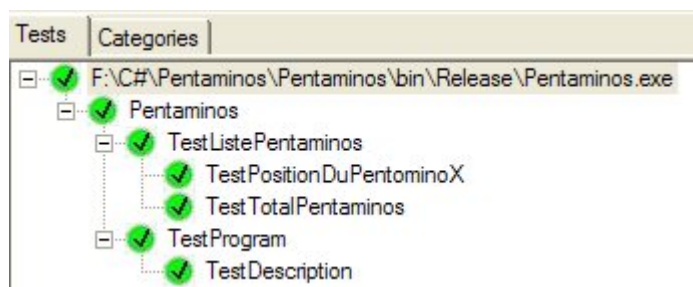 Tests Categories
F:\C#\Pentaminos\Pentaminos\bin\Release\Pentaminos.exe
Pentaminos
TestListePentaminos
TestPositionDuPentominoX
TestTotalPentaminos
TestProgram
TestDescription